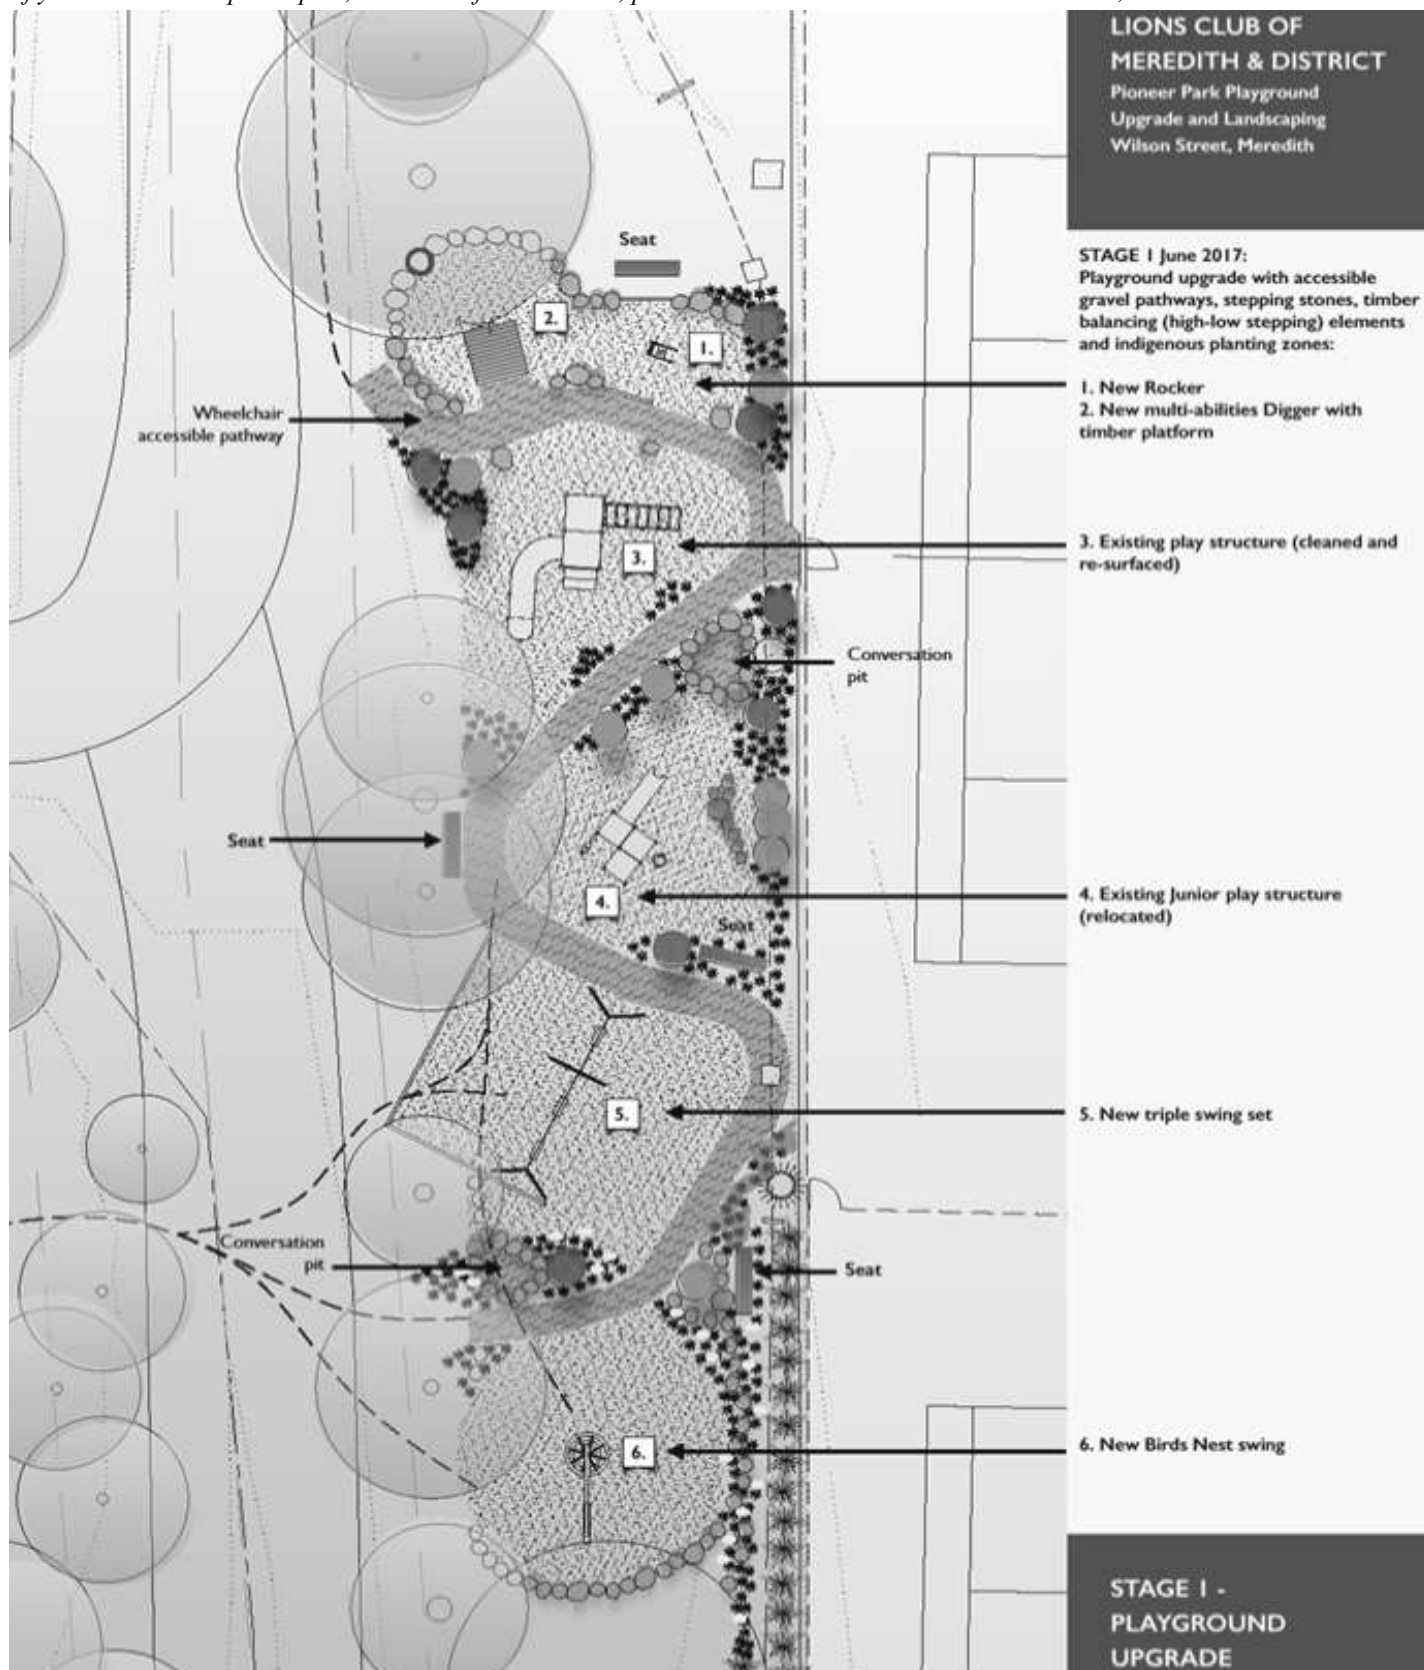 LIONS CLUB OF
MEREDITH & DISTRICT
Pioneer Park Playground
Upgrade and Landscaping
Wilson Street, Meredith
STAGE 1 June 2017:
Playground upgrade with accessible
gravel pathways, stepping stones, timber
balancing (high-low stepping) elements
and indigenous planting zones:
1. New Rocker
2. New multi-abilities Digger with
timber platform
3. Existing play structure (cleaned and
re-surfaced)
4. Existing Junior play structure
(relocated)
5. New triple swing set
6. New Birds Nest swing
STAGE 1 -
PLAYGROUND
UPGRADE
Seat
2.
1.
Wheelchair
accessible pathway
3.
Conversation
pit
Seat
4.
Seat
5.
Conversation
pit
Seat
6.